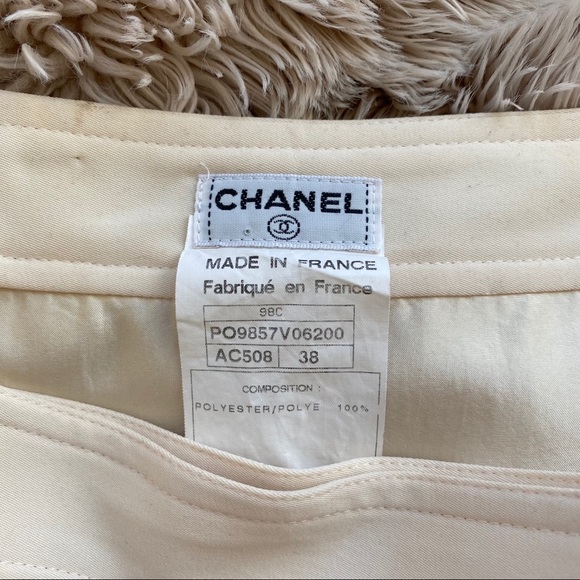 CHANEL
MADE IN FRANCE
Fabriqué en France
98C
PO9857V06200
AC508 38
COMPOSITION :
POLYESTER/POLYE 100%